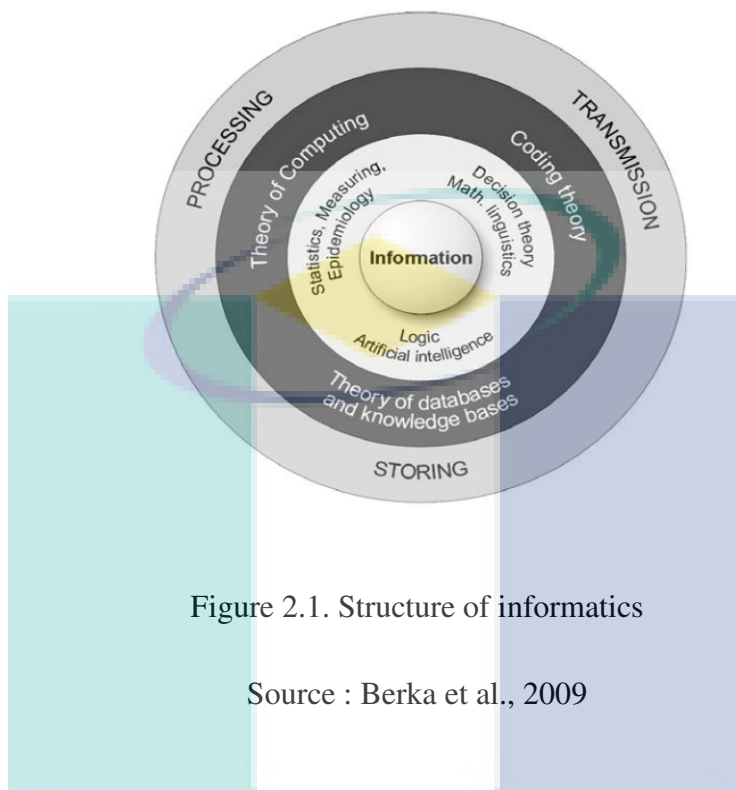 PROCESSING
TRANSMISSION
Theory of Computing
Coding theory
Statistics, Measuring,
Epidemiology
Decision theory
Math. linguistics
Information
Logic
Artificial intelligence
Theory of databases
and knowledge bases
STORING
Figure 2.1. Structure of informatics
Source : Berka et al., 2009